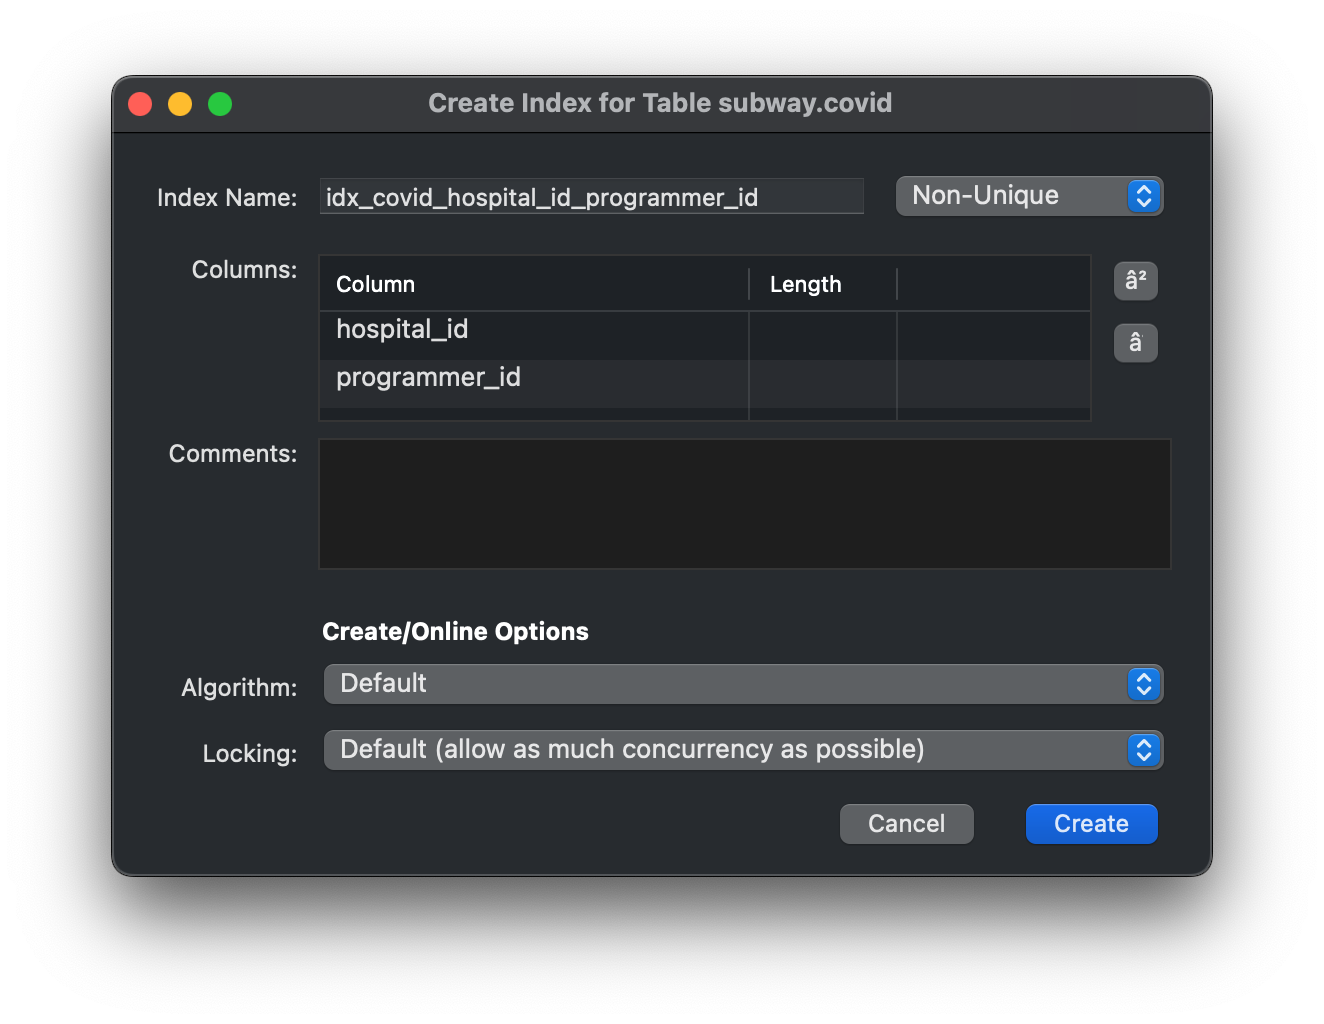 Create Index for Table subway.covid
Index Name: idx_covid_hospital_id_programmer_id Non-Unique
Columns:
Column Length
hospital_id
programmer_id
â²
â
Comments:
Create/Online Options
Algorithm: Default
Locking: Default (allow as much concurrency as possible)
Cancel Create